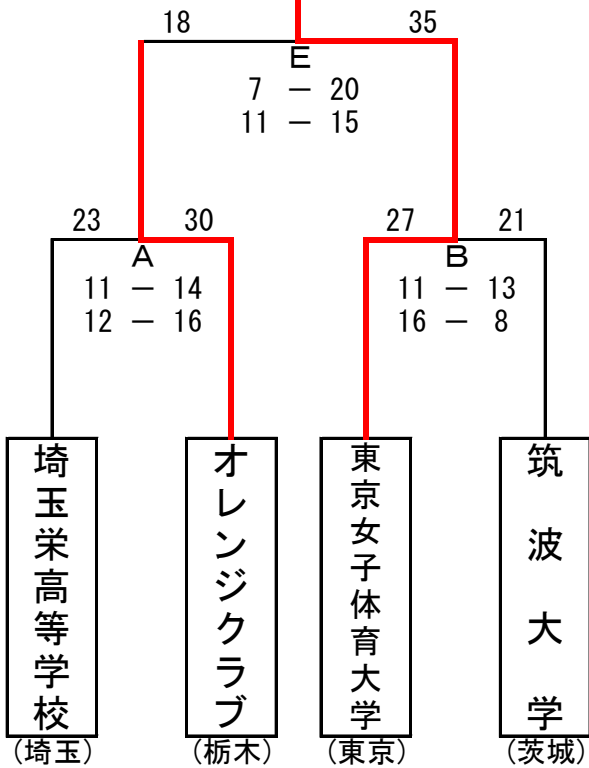 18 35
E
7 － 20
11 － 15
23 30 27 21
A B
11 － 14 11 － 13
12 － 16 16 － 8
埼玉栄高等学校
オレンジクラブ
東京女子体育大学
筑波大学
(埼玉) (栃木) (東京) (茨城)